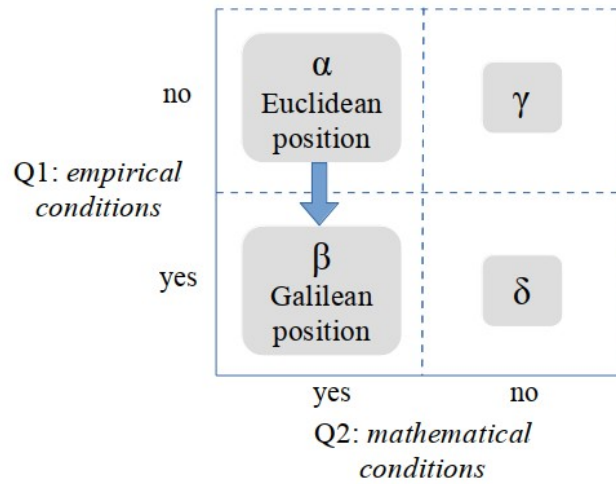 α
Euclidean
position
γ
no
Q1: empirical
conditions
β
Galilean
position
δ
yes
yes
no
Q2: mathematical
conditions